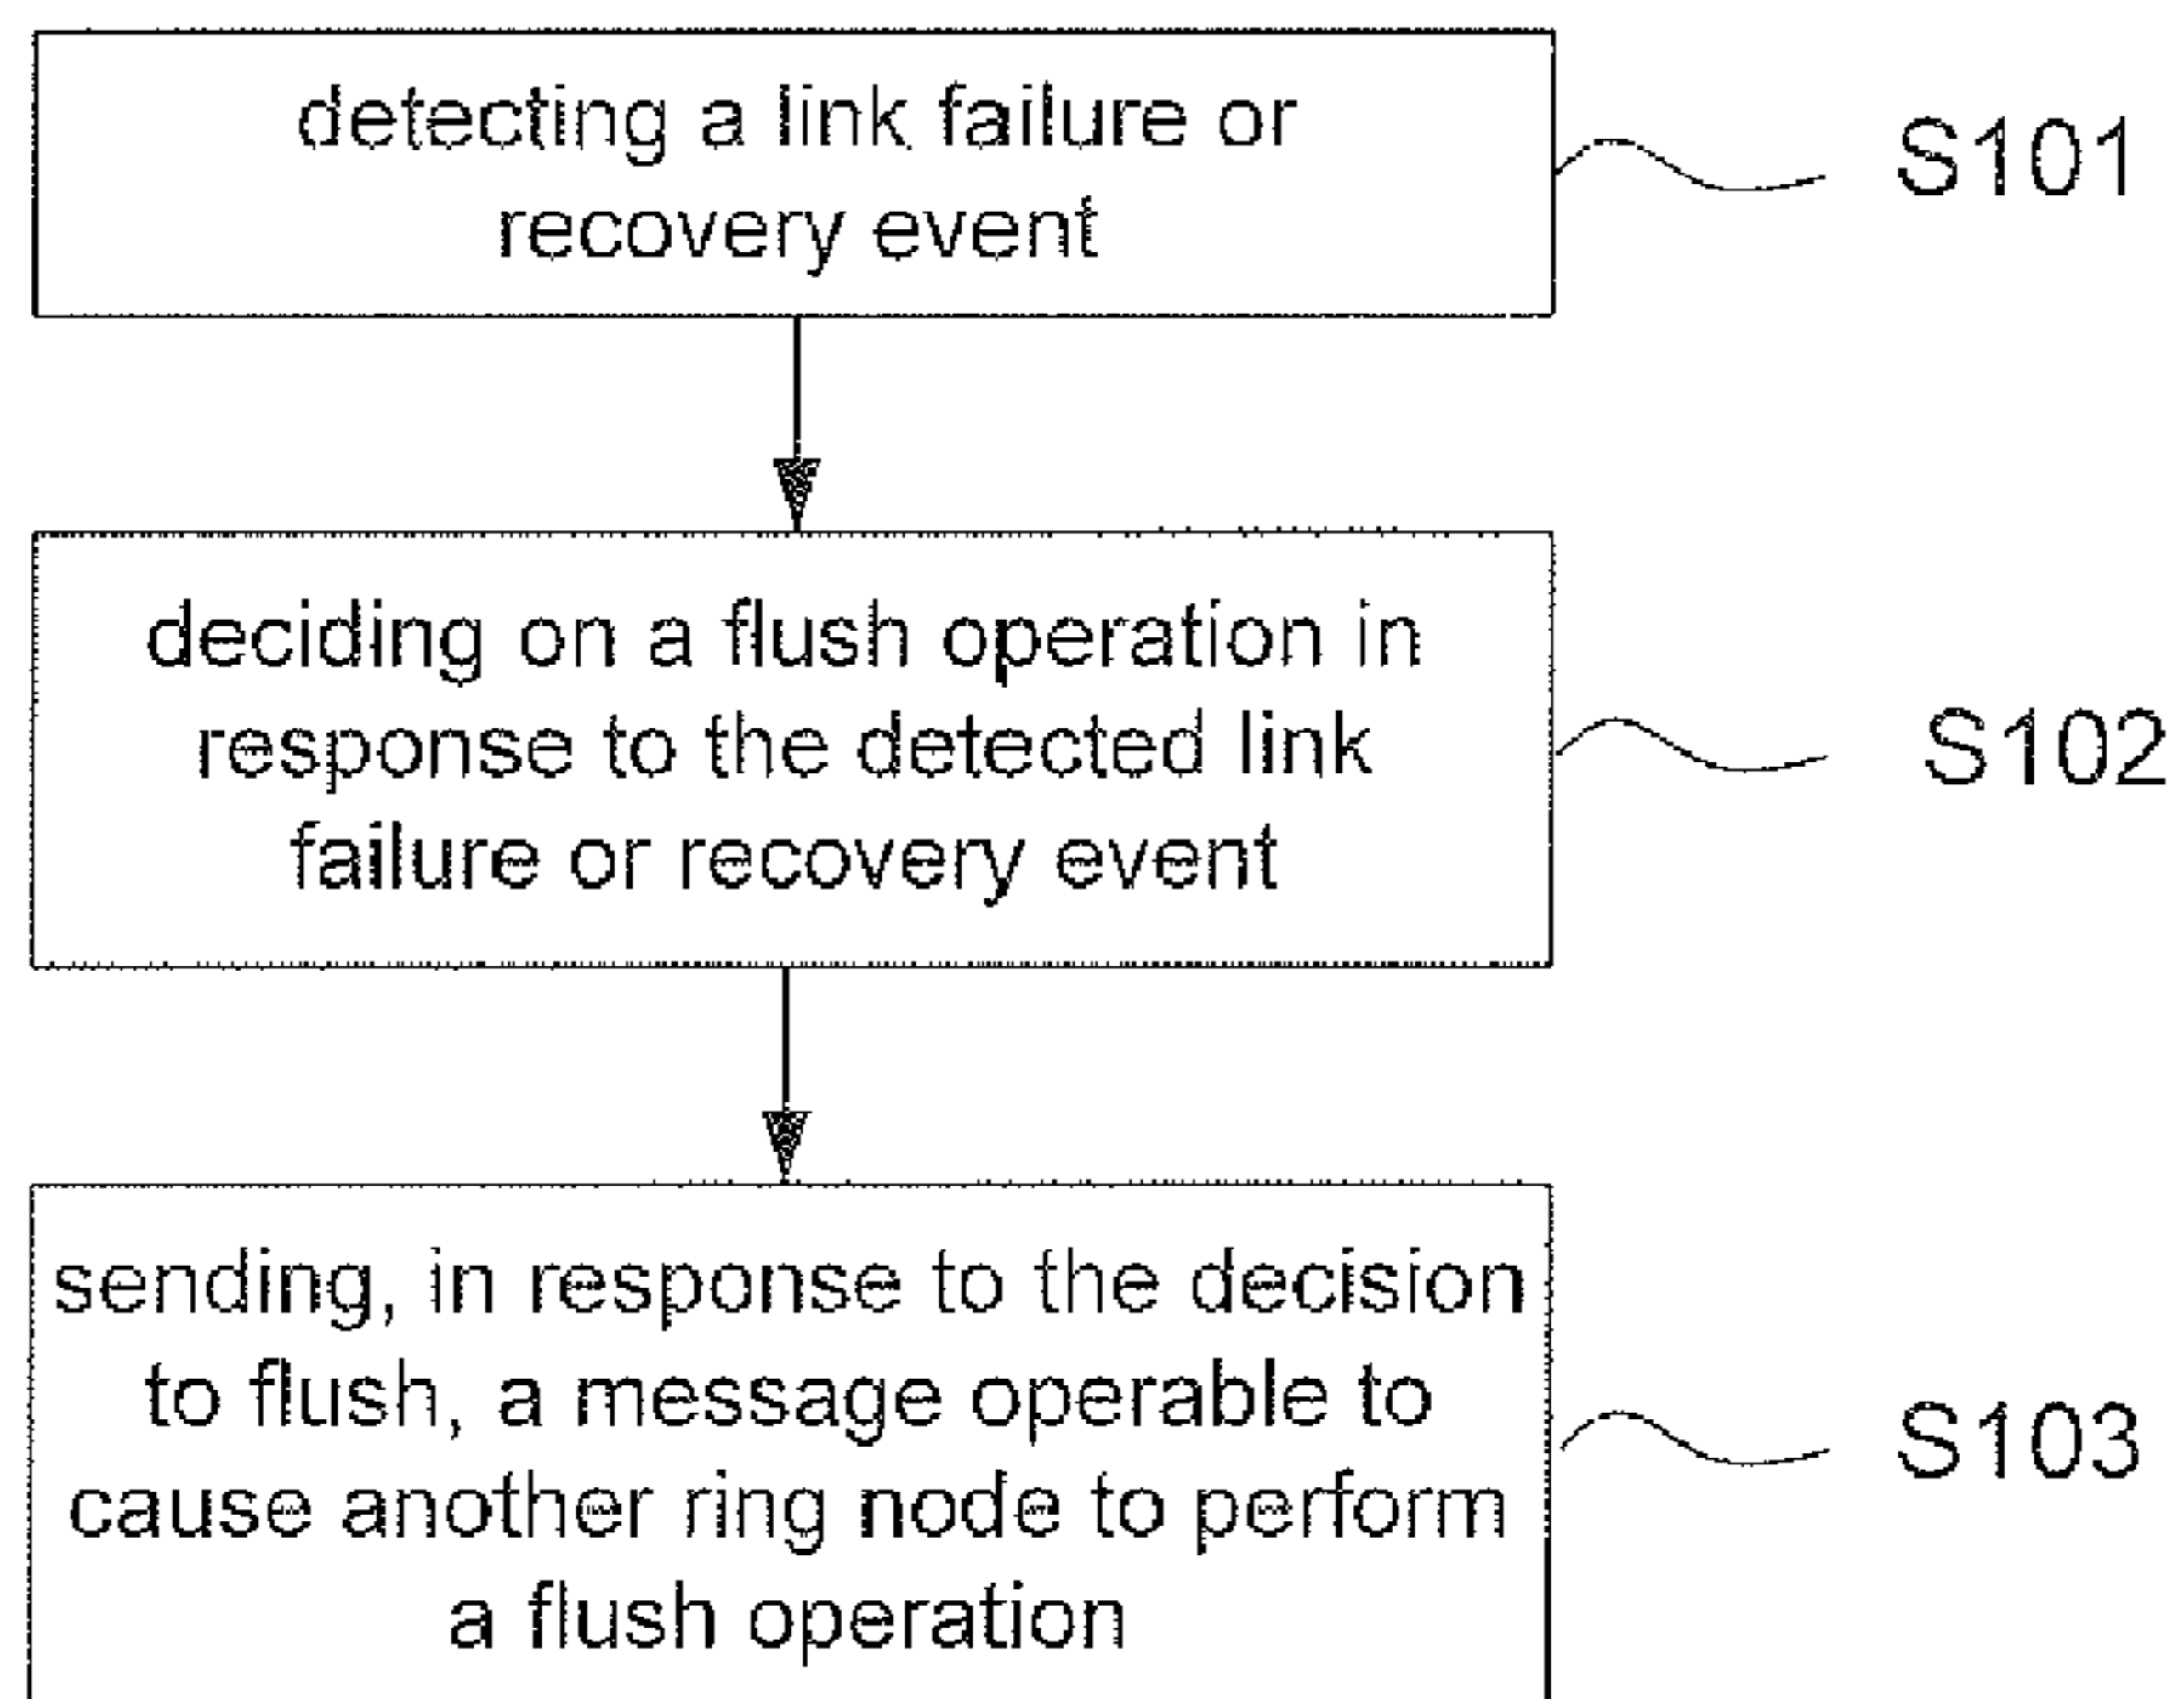 detecting a link failure or
recovery event
S101
deciding on a flush operation in
response to the detected link
failure or recovery event
S102
sending, in response to the decision
to flush, a message operable to
cause another ring node to perform
a flush operation
S103